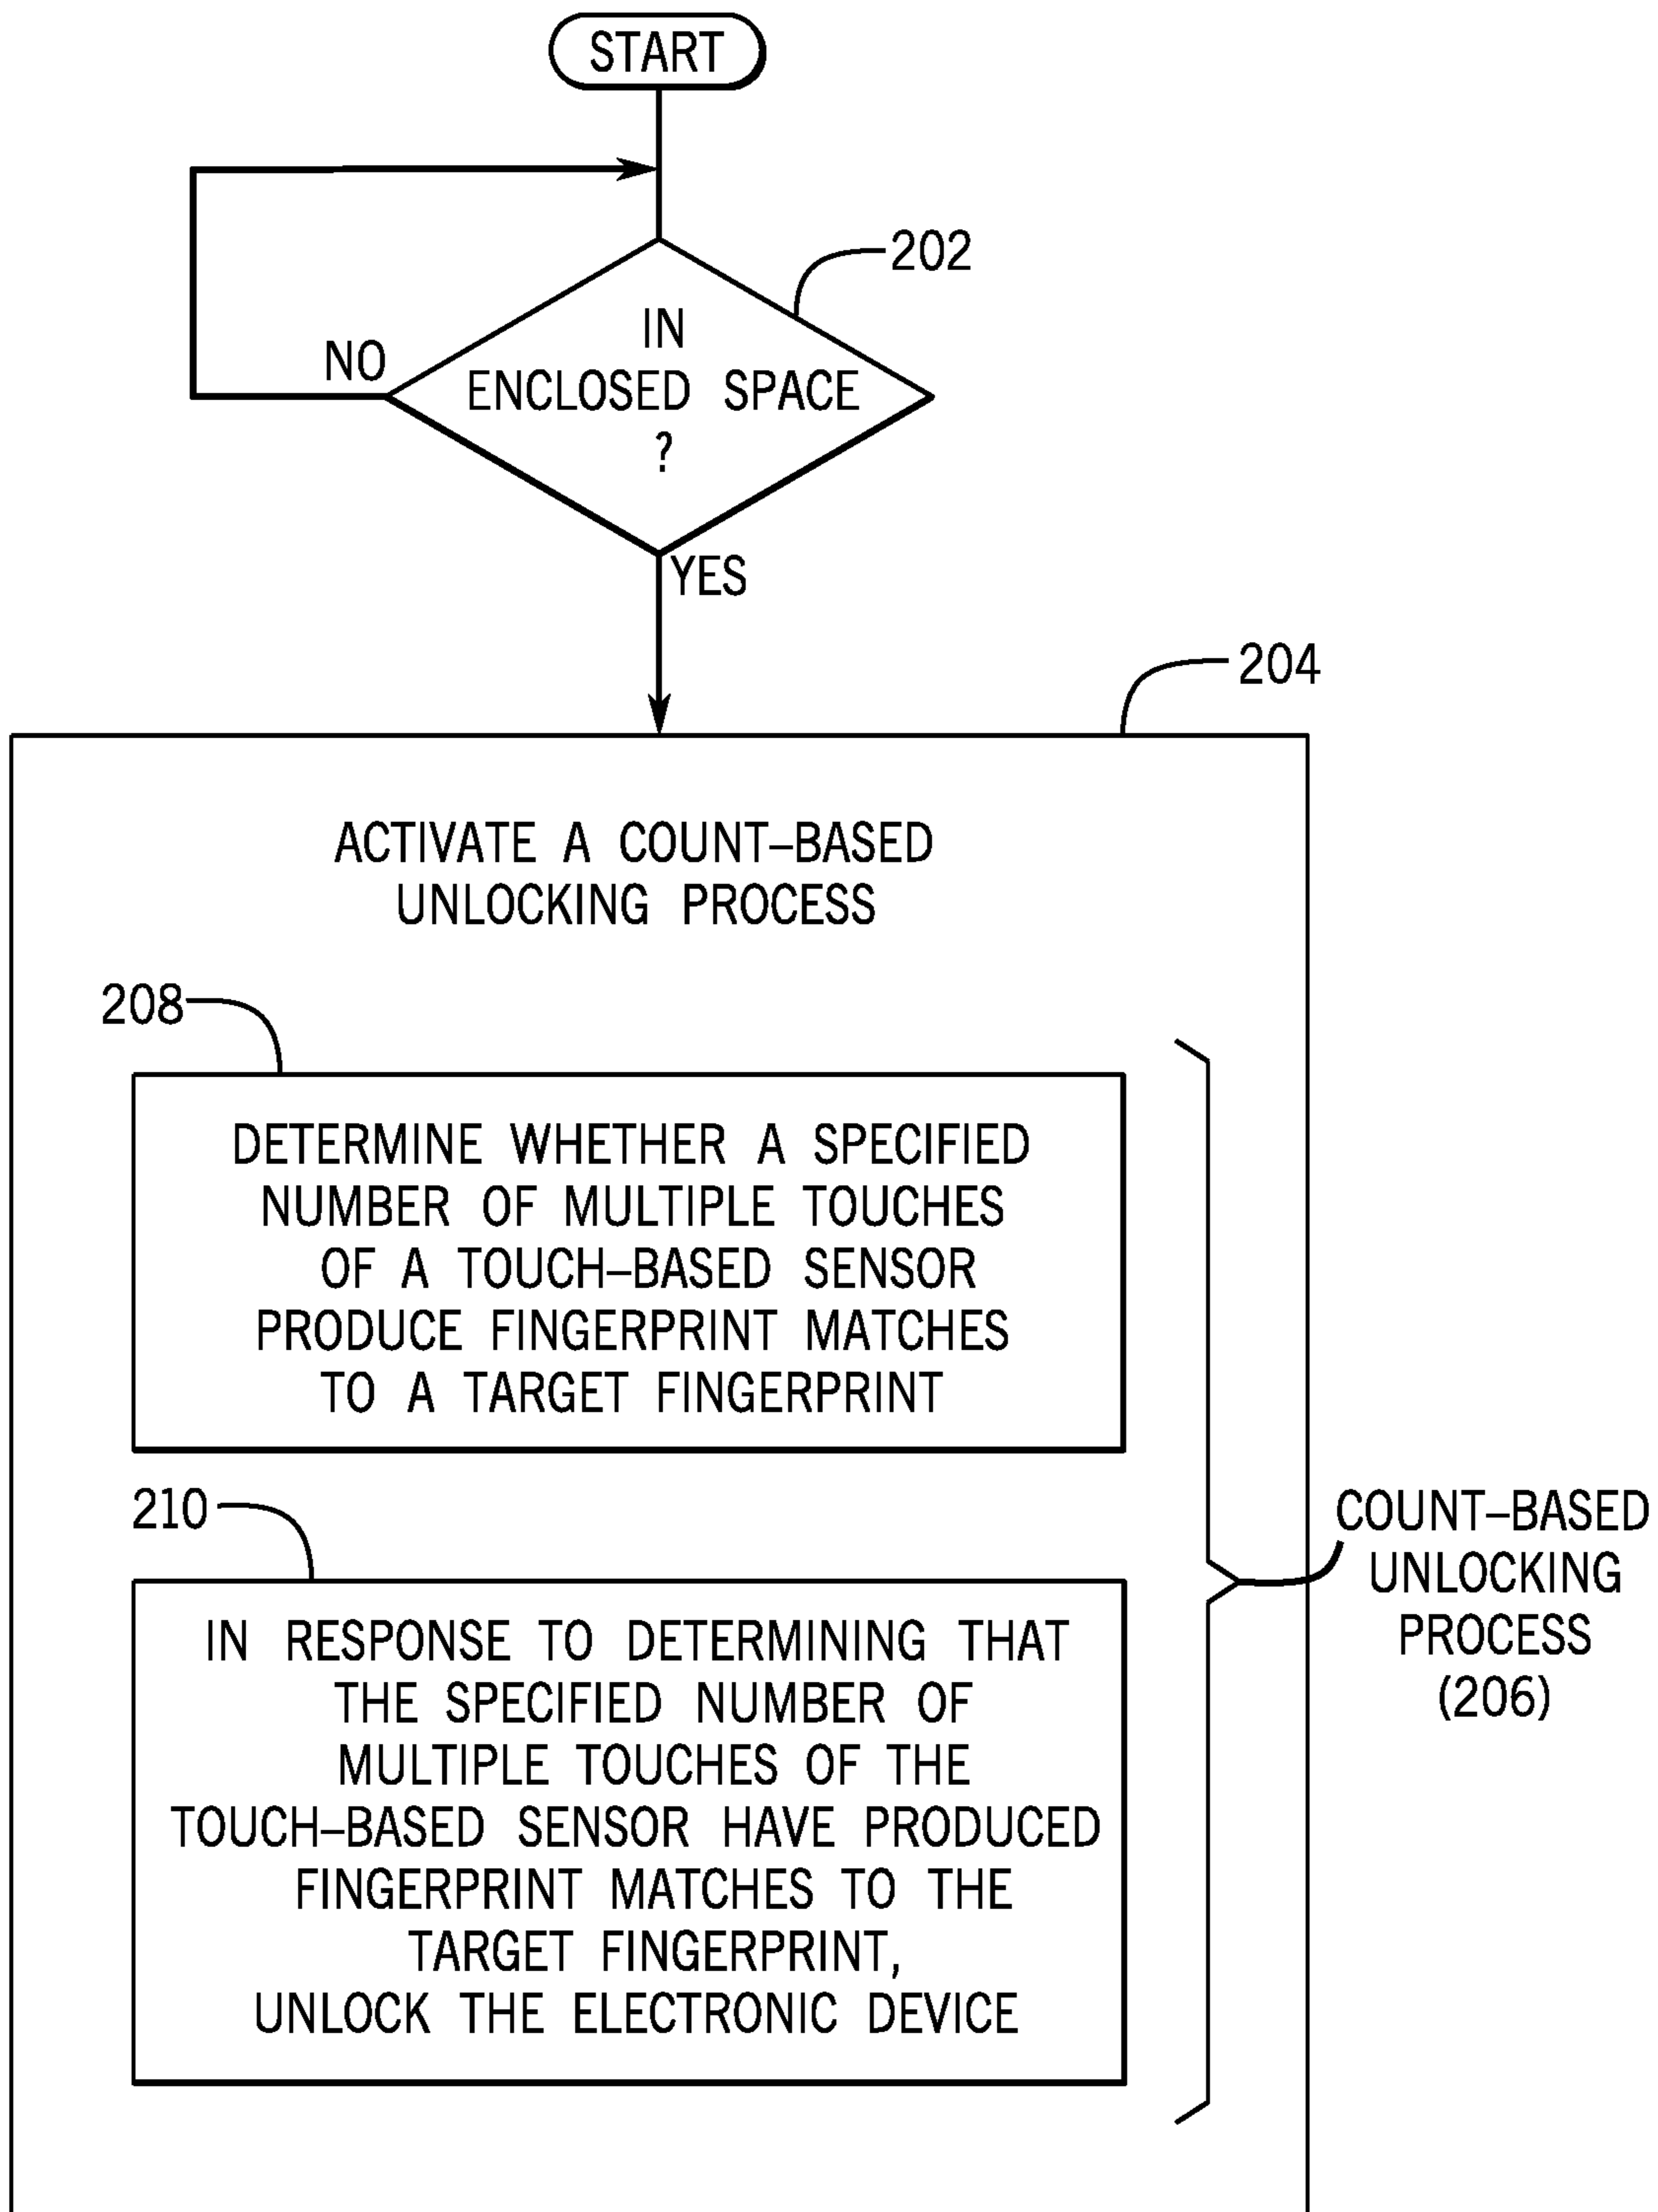 START
202
IN
ENCLOSED SPACE
?
NO
YES
204
ACTIVATE A COUNT–BASED
UNLOCKING PROCESS
208
DETERMINE WHETHER A SPECIFIED
NUMBER OF MULTIPLE TOUCHES
OF A TOUCH–BASED SENSOR
PRODUCE FINGERPRINT MATCHES
TO A TARGET FINGERPRINT
210
IN RESPONSE TO DETERMINING THAT
THE SPECIFIED NUMBER OF
MULTIPLE TOUCHES OF THE
TOUCH–BASED SENSOR HAVE PRODUCED
FINGERPRINT MATCHES TO THE
TARGET FINGERPRINT,
UNLOCK THE ELECTRONIC DEVICE
COUNT–BASED
UNLOCKING
PROCESS
(206)